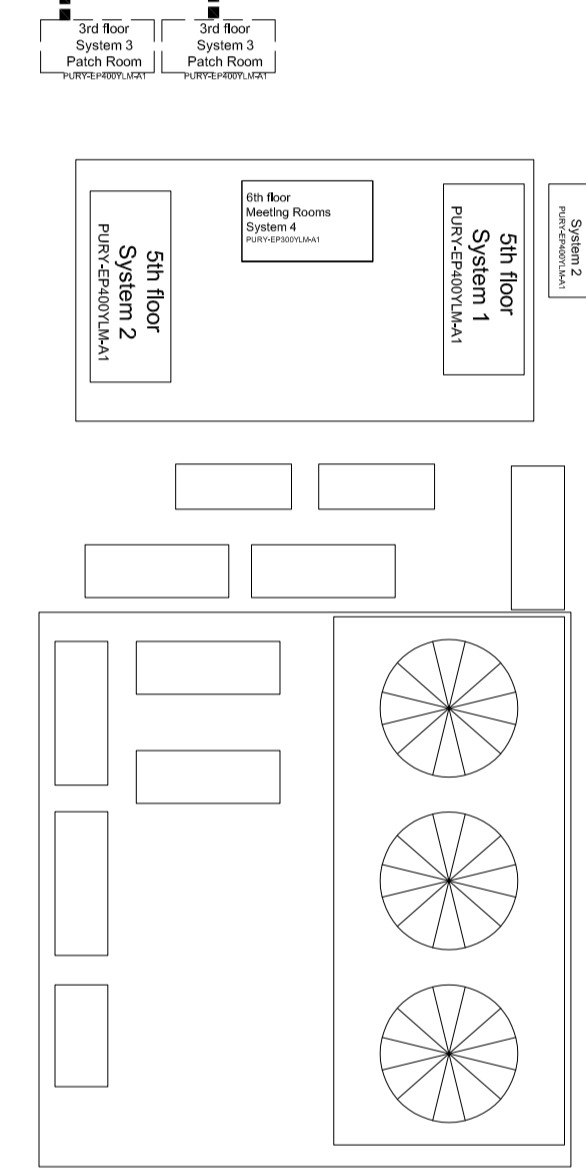 3rd floor
System 3
Patch Room
PURY-EP400YLM-A1
3rd floor
System 3
Patch Room
PURY-EP400YLM-A1
5th floor
System 2
PURY-EP400YLM-A1
6th floor
Meeting Rooms
System 4
PURY-EP300YLM-A1
5th floor
System 1
PURY-EP400YLM-A1
System 2
PURY-EP400YLM-A1